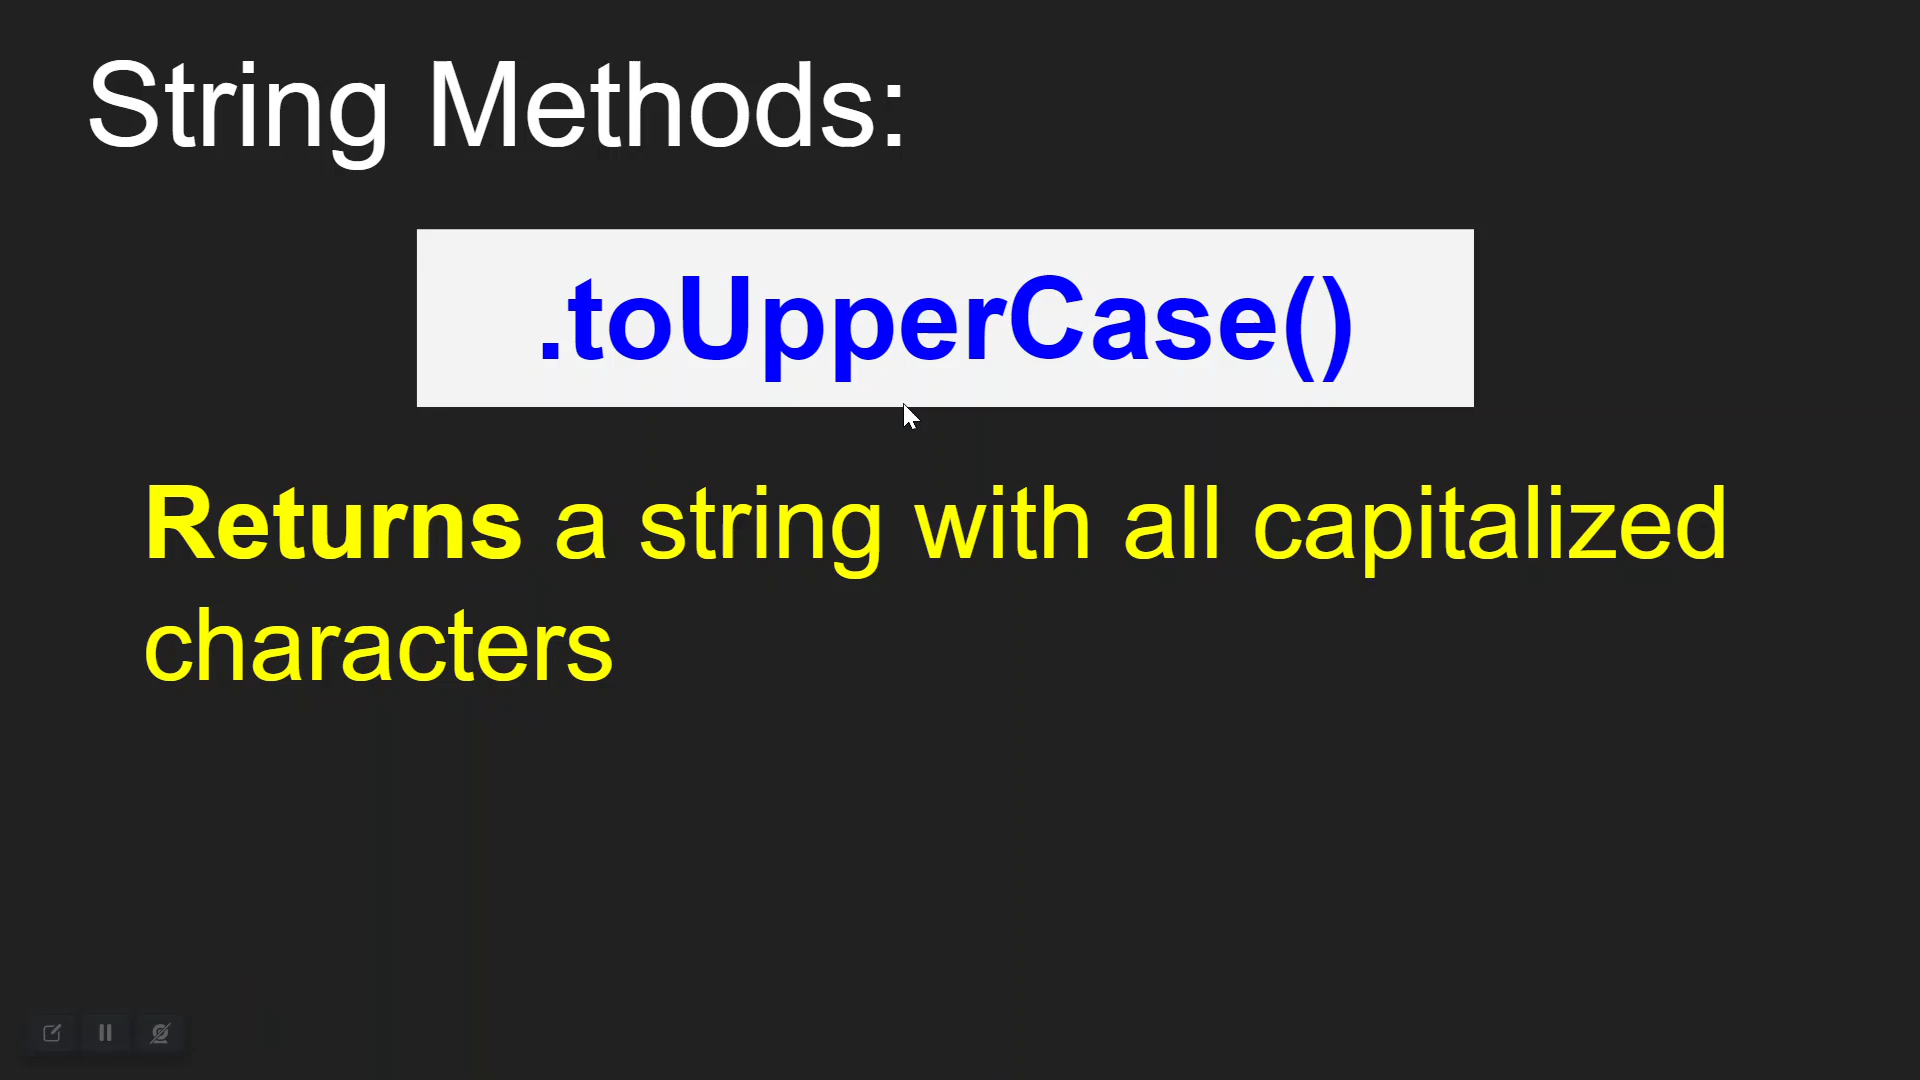 String Methods:
.toUpperCase()
Returns a string with all capitalized
characters